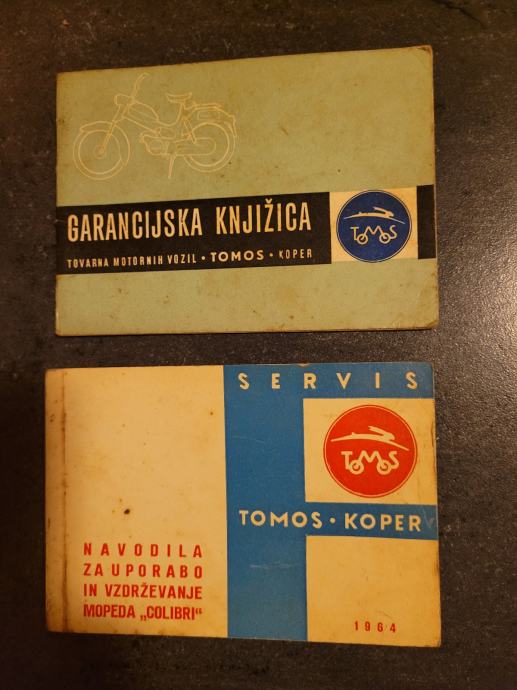 GARANCIJSKA KNJIŽICA
TOVARNA MOTORNIH VOZIL • TOMOS • KOPER
TOMOS
SERVIS
TOMOS
TOMOS • KOPER
NAVODILA
ZA UPORABO
IN VZDRŽEVANJE
MOPEDA „COLIBRI“
1964